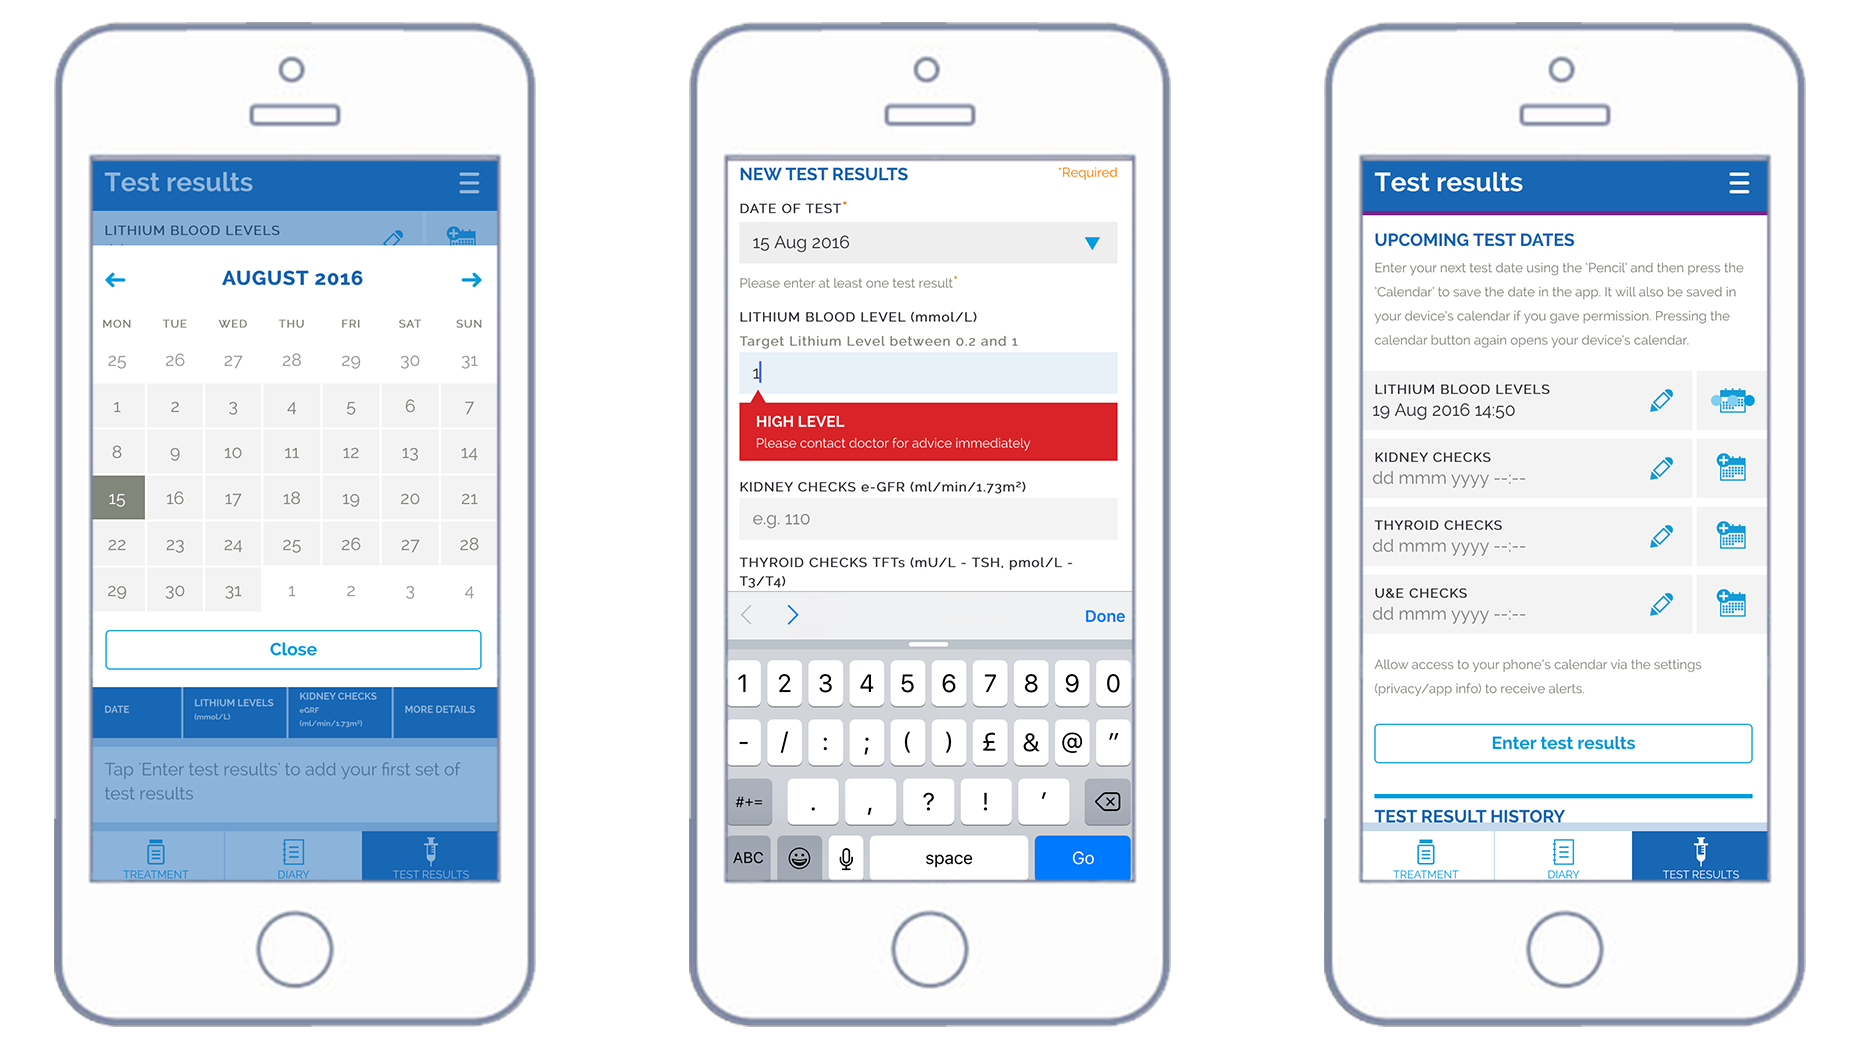 Test results
LITHIUM BLOOD LEVELS
AUGUST 2016
MON TUE WED THU FRI SAT SUN
25 26 27 28 29 30 31
1 2 3 4 5 6 7
8 9 10 11 12 13 14
15 16 17 18 19 20 21
22 23 24 25 26 27 28
29 30 31 1 2 3 4
Close
DATE
LITHIUM LEVELS
(mmol/L)
KIDNEY CHECKS
eGRF
(ml/min/1.73m²)
MORE DETAILS
Tap 'Enter test results' to add your first set of
test results
TREATMENT DIARY TEST RESULTS
NEW TEST RESULTS *Required
DATE OF TEST*
15 Aug 2016
Please enter at least one test result*
LITHIUM BLOOD LEVEL (mmol/L)
Target Lithium Level between 0.2 and 1
1
HIGH LEVEL
Please contact doctor for advice immediately
KIDNEY CHECKS e-GFR (ml/min/1.73m²)
e.g. 110
THYROID CHECKS TFTs (mU/L - TSH, pmol/L -
T3/T4)
Done
1 2 3 4 5 6 7 8 9 0
- / : ; ( ) £ & @ "
#+= . , ? ! '
ABC space Go
Test results
UPCOMING TEST DATES
Enter your next test date using the 'Pencil' and then press the
'Calendar' to save the date in the app. It will also be saved in
your device's calendar if you gave permission. Pressing the
calendar button again opens your device's calendar.
LITHIUM BLOOD LEVELS
19 Aug 2016 14:50
KIDNEY CHECKS
dd mmm yyyy --:--
THYROID CHECKS
dd mmm yyyy --:--
U&E CHECKS
dd mmm yyyy --:--
Allow access to your phone's calendar via the settings
(privacy/app info) to receive alerts.
Enter test results
TEST RESULT HISTORY
TREATMENT DIARY TEST RESULTS